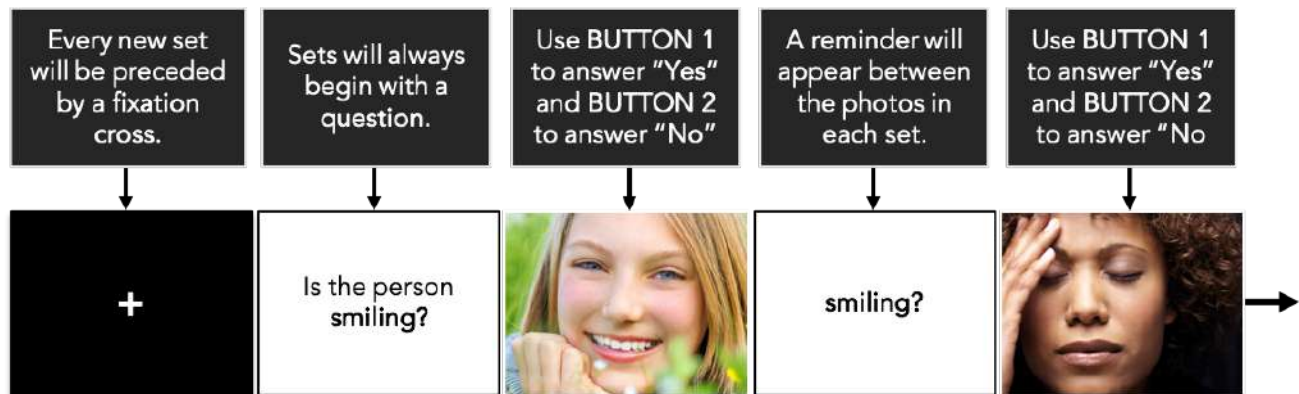 Every new set
will be preceded
by a fixation
cross.
Sets will always
begin with a
question.
Use BUTTON 1
to answer “Yes”
and BUTTON 2
to answer “No”
A reminder will
appear between
the photos in
each set.
Use BUTTON 1
to answer “Yes”
and BUTTON 2
to answer “No
+
Is the person
smiling?
smiling?